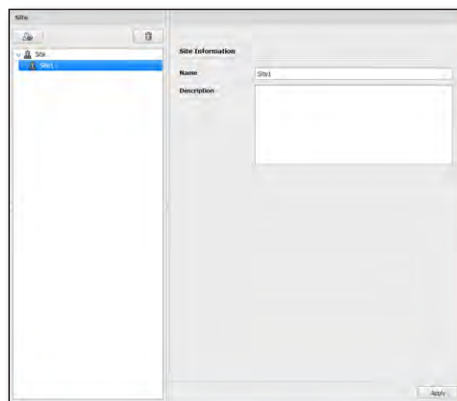 Site
Site
Site1
Site Information
Name
Site1
Description
Apply